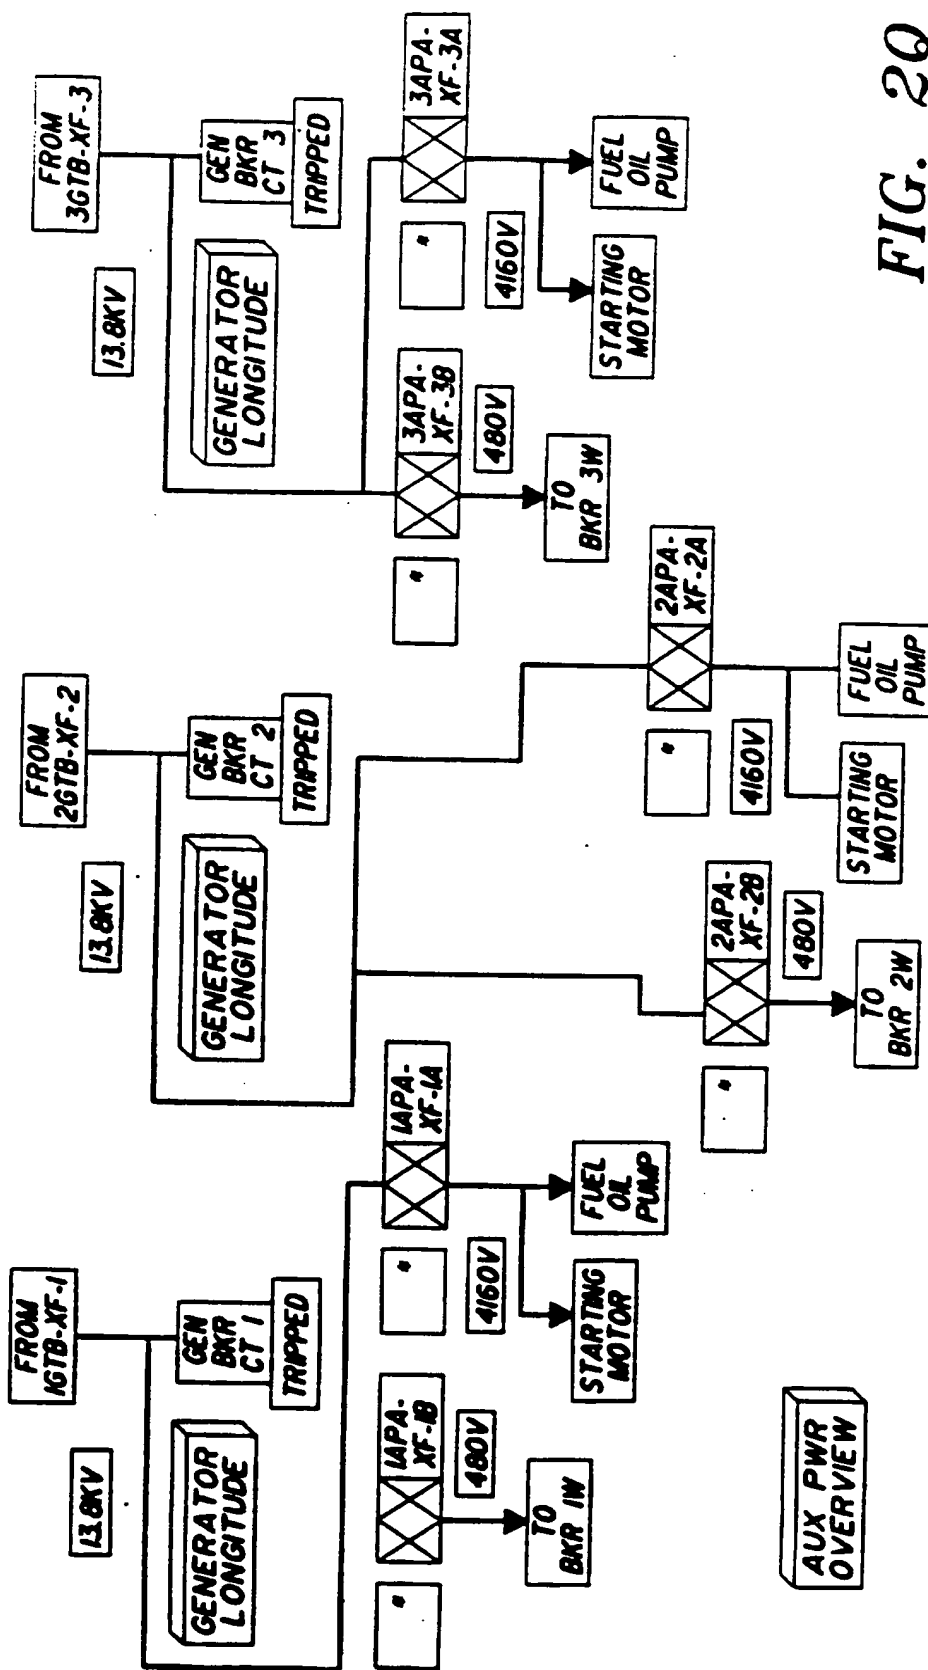 FROM
1GTB-XF-1
13.8KV
GEN
BKR
CT 1
TRIPPED
GENERATOR
LONGITUDE
1APA-
XF-1B
480V
TO
BKR 1W
1APA-
XF-1A
4160V
STARTING
MOTOR
FUEL
OIL
PUMP
FROM
2GTB-XF-2
13.8KV
GEN
BKR
CT 2
TRIPPED
GENERATOR
LONGITUDE
2APA-
XF-2B
480V
TO
BKR 2W
2APA-
XF-2A
4160V
STARTING
MOTOR
FUEL
OIL
PUMP
FROM
3GTB-XF-3
13.8KV
GEN
BKR
CT 3
TRIPPED
GENERATOR
LONGITUDE
3APA-
XF-3B
480V
TO
BKR 3W
3APA-
XF-3A
4160V
STARTING
MOTOR
FUEL
OIL
PUMP
AUX PWR
OVERVIEW
FIG. 2Q